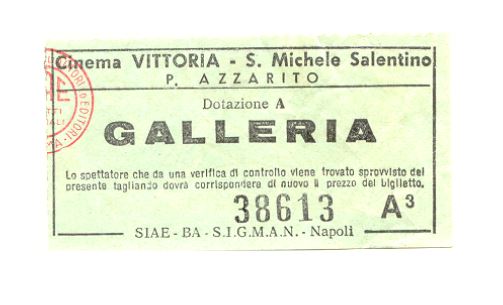 Cinema VITTORIA - S. Michele Salentino
P. AZZARITO
Dotazione A
GALLERIA
Lo spettatore che da una verifica di controllo viene trovato sprovvisto del
presente tagliando dovrà corrispondere di nuovo il prezzo del biglietto.
38613 A³
SIAE - BA - S.I.G.M.A.N. - Napoli